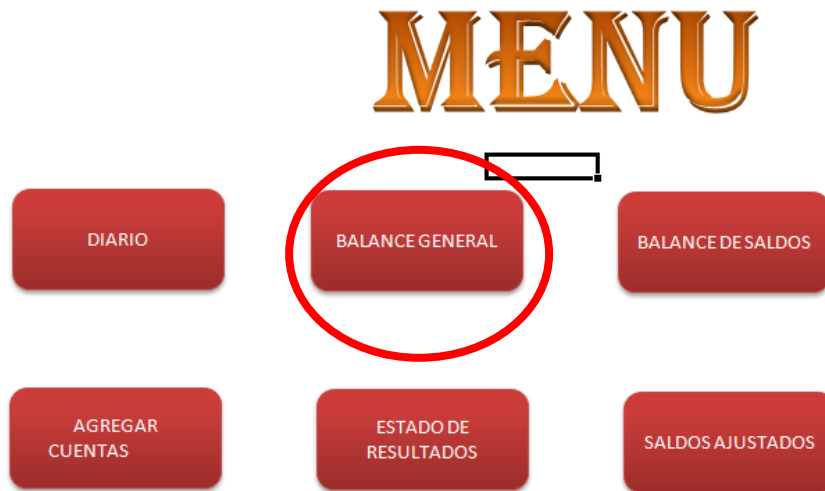 MENU
DIARIO
BALANCE GENERAL
BALANCE DE SALDOS
AGREGAR
CUENTAS
ESTADO DE
RESULTADOS
SALDOS AJUSTADOS